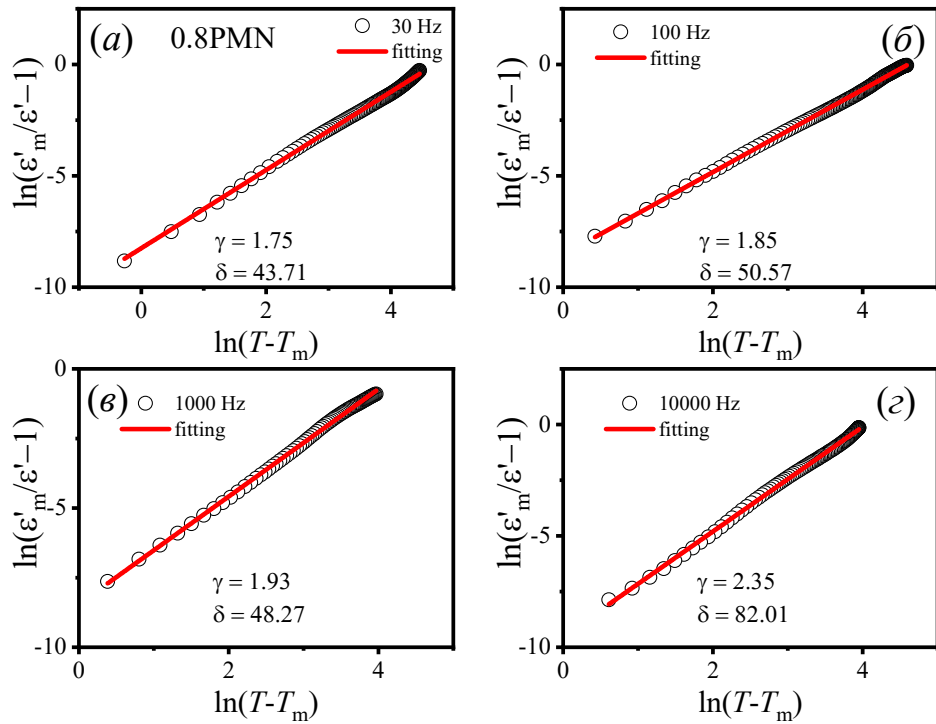 (а) 0.8PMN
30 Hz
fitting
0
-5
-10
ln(ε'm/ε'−1)
γ = 1.75
δ = 43.71
0 2 4
ln(T-Tm)
(б)
100 Hz
fitting
0
-5
-10
ln(ε'm/ε'−1)
γ = 1.85
δ = 50.57
0 2 4
ln(T-Tm)
(в)
1000 Hz
fitting
0
-5
-10
ln(ε'm/ε'−1)
γ = 1.93
δ = 48.27
0 2 4
ln(T-Tm)
(г)
10000 Hz
fitting
0
-5
-10
ln(ε'm/ε'−1)
γ = 2.35
δ = 82.01
0 2 4
ln(T-Tm)